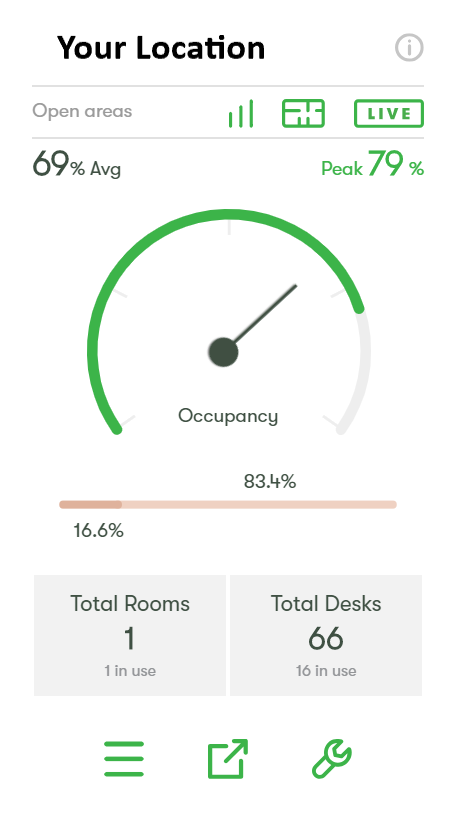 Your Location
Open areas LIVE
69% Avg Peak 79 %
Occupancy
83.4%
16.6%
Total Rooms Total Desks
1 66
1 in use 16 in use